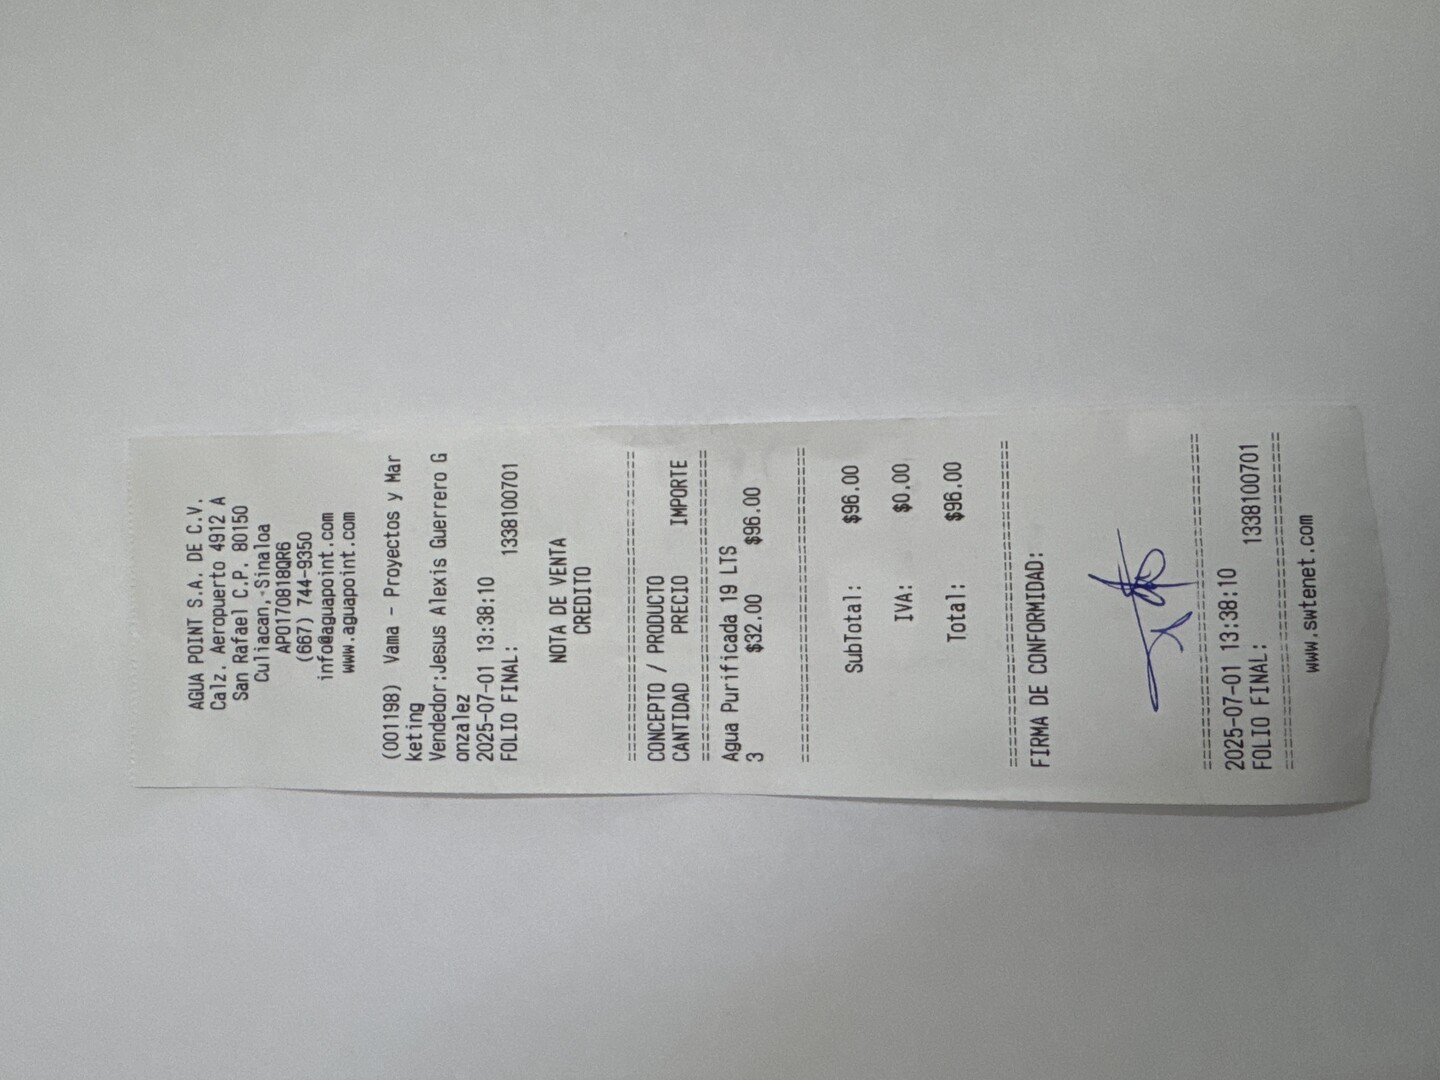 AGUA POINT S.A. DE C.V.
Calz. Aeropuerto 4912 A
San Rafael C.P. 80150
Culiacan, Sinaloa
APO170818QR6
(667) 744-9350
info@aguapoint.com
www.aguapoint.com
(001198) Vama - Proyectos y Mar
keting
Vendedor:Jesus Alexis Guerrero G
onzalez
2025-07-01 13:38:10
FOLIO FINAL: 1338100701
NOTA DE VENTA
CREDITO
================================
CONCEPTO / PRODUCTO
CANTIDAD PRECIO IMPORTE
================================
Agua Purificada 19 LTS
3 $32.00 $96.00
================================
SubTotal: $96.00
IVA: $0.00
Total: $96.00
================================
FIRMA DE CONFORMIDAD:
================================
2025-07-01 13:38:10
FOLIO FINAL: 1338100701
================================
www.swtenet.com